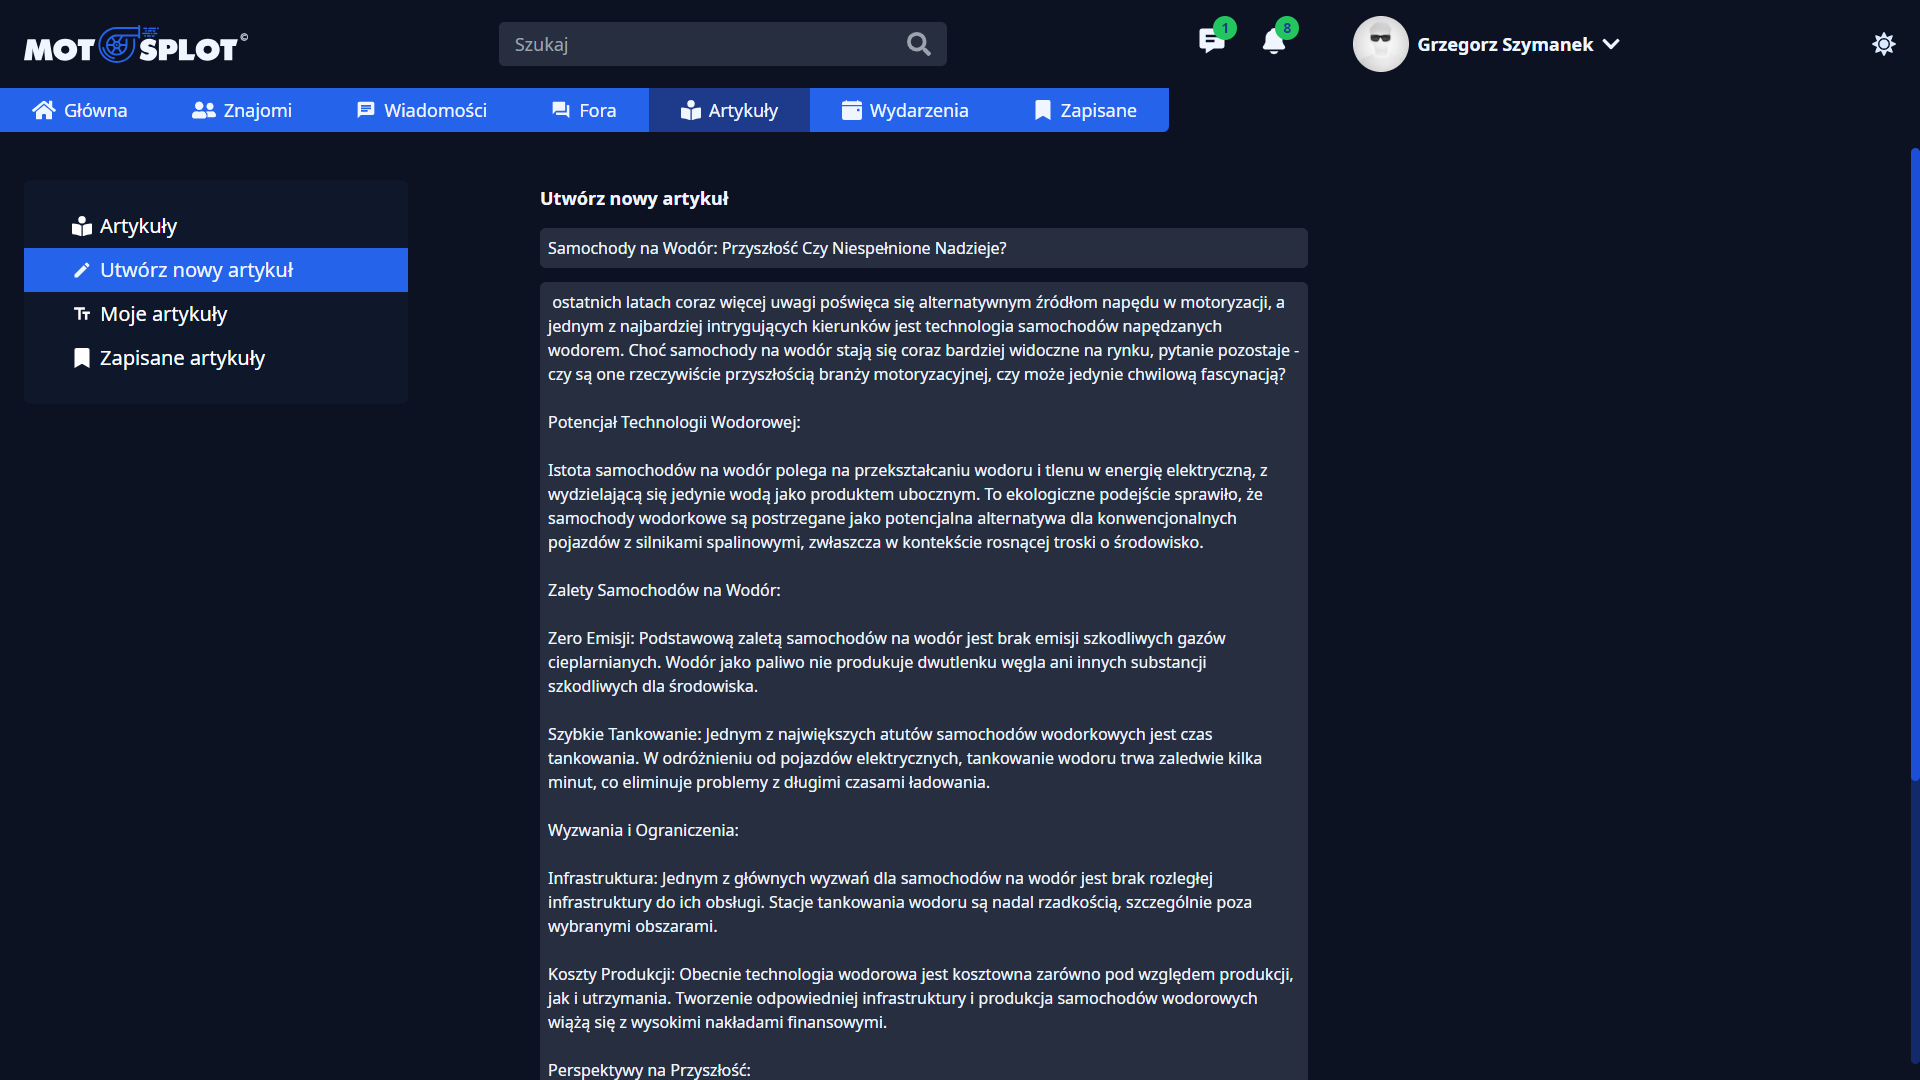 MOTOSPLOT©
Szukaj
1
8
Grzegorz Szymanek
Główna
Znajomi
Wiadomości
Fora
Artykuły
Wydarzenia
Zapisane
Artykuły
Utwórz nowy artykuł
Moje artykuły
Zapisane artykuły
Utwórz nowy artykuł
Samochody na Wodór: Przyszłość Czy Niespełnione Nadzieje?
ostatnich latach coraz więcej uwagi poświęca się alternatywnym źródłom napędu w motoryzacji, a
jednym z najbardziej intrygujących kierunków jest technologia samochodów napędzanych
wodorem. Choć samochody na wodór stają się coraz bardziej widoczne na rynku, pytanie pozostaje -
czy są one rzeczywiście przyszłością branży motoryzacyjnej, czy może jedynie chwilową fascynacją?
Potencjał Technologii Wodorowej:
Istota samochodów na wodór polega na przekształcaniu wodoru i tlenu w energię elektryczną, z
wydzielającą się jedynie wodą jako produktem ubocznym. To ekologiczne podejście sprawiło, że
samochody wodorkowe są postrzegane jako potencjalna alternatywa dla konwencjonalnych
pojazdów z silnikami spalinowymi, zwłaszcza w kontekście rosnącej troski o środowisko.
Zalety Samochodów na Wodór:
Zero Emisji: Podstawową zaletą samochodów na wodór jest brak emisji szkodliwych gazów
cieplarnianych. Wodór jako paliwo nie produkuje dwutlenku węgla ani innych substancji
szkodliwych dla środowiska.
Szybkie Tankowanie: Jednym z największych atutów samochodów wodorkowych jest czas
tankowania. W odróżnieniu od pojazdów elektrycznych, tankowanie wodoru trwa zaledwie kilka
minut, co eliminuje problemy z długimi czasami ładowania.
Wyzwania i Ograniczenia:
Infrastruktura: Jednym z głównych wyzwań dla samochodów na wodór jest brak rozległej
infrastruktury do ich obsługi. Stacje tankowania wodoru są nadal rzadkością, szczególnie poza
wybranymi obszarami.
Koszty Produkcji: Obecnie technologia wodorowa jest kosztowna zarówno pod względem produkcji,
jak i utrzymania. Tworzenie odpowiedniej infrastruktury i produkcja samochodów wodorowych
wiążą się z wysokimi nakładami finansowymi.
Perspektywy na Przyszłość: